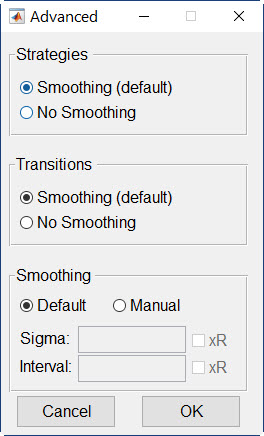 Advanced
Strategies
Smoothing (default)
No Smoothing
Transitions
Smoothing (default)
No Smoothing
Smoothing
Default Manual
Sigma: xR
Interval: xR
Cancel OK